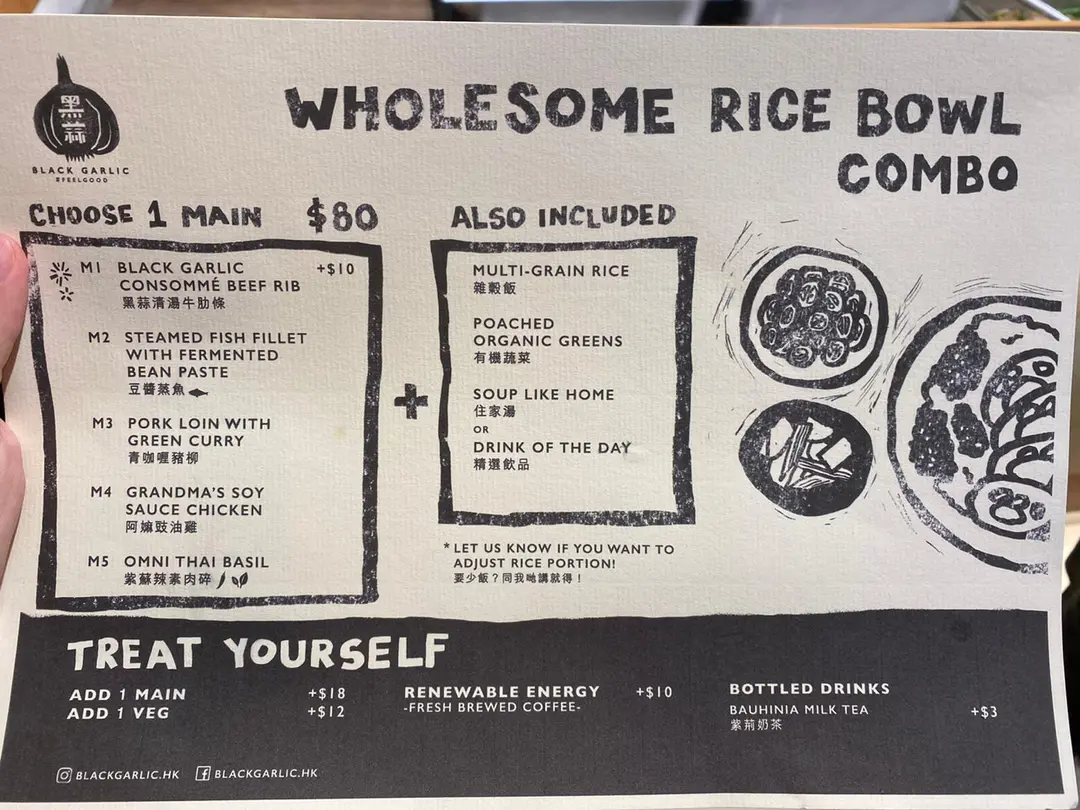 黑蒜
BLACK GARLIC
#FEELGOOD
WHOLESOME RICE BOWL
COMBO
CHOOSE 1 MAIN $80
M1 BLACK GARLIC +$10
CONSOMMÉ BEEF RIB
黑蒜清湯牛肋條
M2 STEAMED FISH FILLET
WITH FERMENTED
BEAN PASTE
豆醬蒸魚
M3 PORK LOIN WITH
GREEN CURRY
青咖喱豬柳
M4 GRANDMA'S SOY
SAUCE CHICKEN
阿嫲豉油雞
M5 OMNI THAI BASIL
紫蘇辣素肉碎
+
ALSO INCLUDED
MULTI-GRAIN RICE
雜穀飯
POACHED
ORGANIC GREENS
有機蔬菜
SOUP LIKE HOME
住家湯
OR
DRINK OF THE DAY
精選飲品
*LET US KNOW IF YOU WANT TO
ADJUST RICE PORTION!
要少飯？同我哋講就得！
TREAT YOURSELF
ADD 1 MAIN +$18
ADD 1 VEG +$12
RENEWABLE ENERGY +$10
-FRESH BREWED COFFEE-
BOTTLED DRINKS
BAUHINIA MILK TEA +$3
紫荊奶茶
BLACKGARLIC.HK BLACKGARLIC.HK